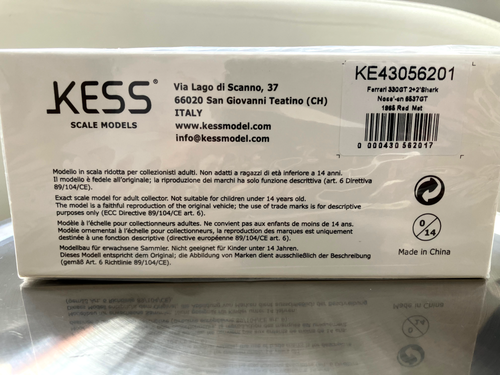 KESS®
SCALE MODELS
Via Lago di Scanno, 37
66020 San Giovanni Teatino (CH)
ITALY
www.kessmodel.com
info@kessmodel.com
KE43056201
Ferrari 330GT 2+2'Shark
Nose'-sn 5537GT
1965 Red Met
0 000430 562017
Modello in scala ridotta per collezionisti adulti. Non adatti a ragazzi di età inferiore a 14 anni.
Il modello è fedele all'originale; la riproduzione dei marchi ha solo funzione descrittiva (art. 6 Direttiva
89/104/CE).
Exact scale model for adult collector. Not suitable for children under 14 years old.
The model is a faithful reproduction of the original vehicle; the use of trade marks is for descriptive
purposes only (ECC Directive 89/104/CE, art. 6).
Modèle à l'échelle pour collectionneurs adultes. Ne convient pas aux enfants de moins de 14 ans.
Modèle ornemental à l'échelle pour collectionneurs, la reproduction des marques est uniquement
destinée à une fonction descriptive (directive européenne 89/104/CE, art. 6).
Modellbau für erwachsene Sammler. Nicht geeignet für Kinder unter 14 Jahren.
Dies Modell entspricht dem Original; die Abbildung von Marken dient ausschließlich der Beschreibung
(gemäß Art. 6 Richtlinie 89/104/CE).
0/14
Made in China